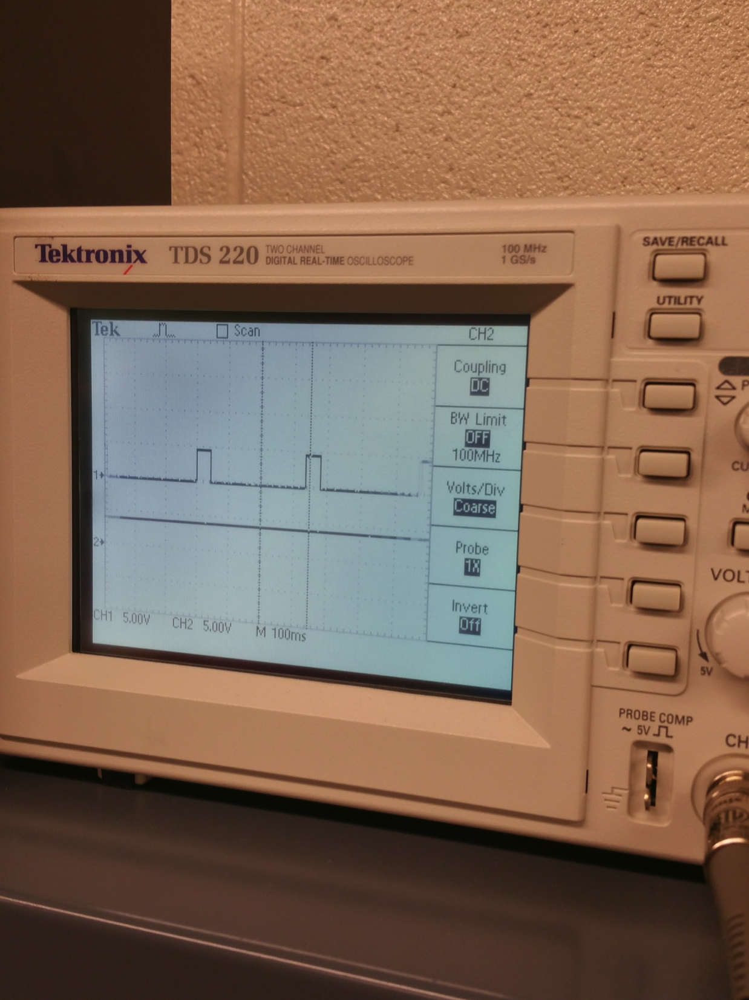 SAVE/RECALL
Tektronix TDS 220 TWO CHANNEL 100 MHz
DIGITAL REAL-TIME OSCILLOSCOPE 1 GS/s
UTILITY
Tek Scan CH2
Coupling
DC
BW Limit
OFF
100MHz
1
Volts/Div
Coarse
2
Probe
1X
Invert
Off
CH1 5.00V CH2 5.00V M 100ms
P
CU
M
VOLT
5V
PROBE COMP
~ 5V
CH